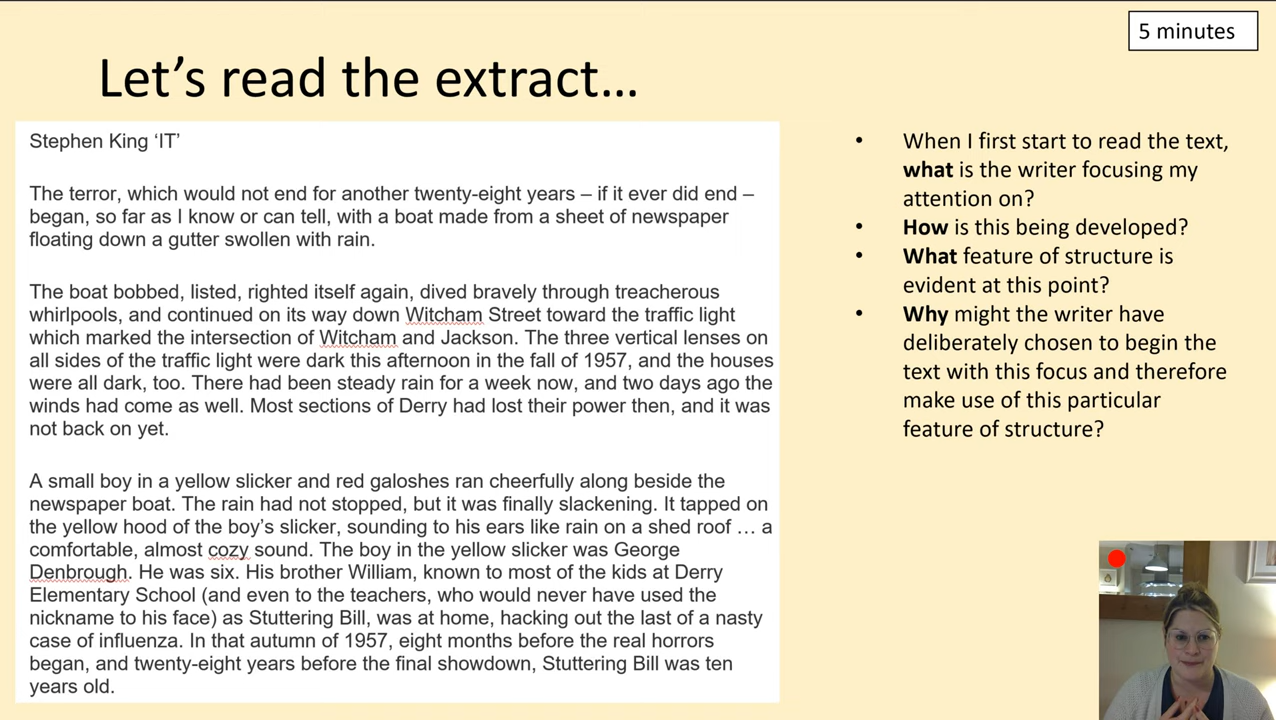 5 minutes
Let's read the extract…
Stephen King ‘IT’
The terror, which would not end for another twenty-eight years – if it ever did end –
began, so far as I know or can tell, with a boat made from a sheet of newspaper
floating down a gutter swollen with rain.
The boat bobbed, listed, righted itself again, dived bravely through treacherous
whirlpools, and continued on its way down Witcham Street toward the traffic light
which marked the intersection of Witcham and Jackson. The three vertical lenses on
all sides of the traffic light were dark this afternoon in the fall of 1957, and the houses
were all dark, too. There had been steady rain for a week now, and two days ago the
winds had come as well. Most sections of Derry had lost their power then, and it was
not back on yet.
A small boy in a yellow slicker and red galoshes ran cheerfully along beside the
newspaper boat. The rain had not stopped, but it was finally slackening. It tapped on
the yellow hood of the boy’s slicker, sounding to his ears like rain on a shed roof … a
comfortable, almost cozy sound. The boy in the yellow slicker was George
Denbrough. He was six. His brother William, known to most of the kids at Derry
Elementary School (and even to the teachers, who would never have used the
nickname to his face) as Stuttering Bill, was at home, hacking out the last of a nasty
case of influenza. In that autumn of 1957, eight months before the real horrors
began, and twenty-eight years before the final showdown, Stuttering Bill was ten
years old.
• When I first start to read the text,
what is the writer focusing my
attention on?
• How is this being developed?
• What feature of structure is
evident at this point?
• Why might the writer have
deliberately chosen to begin the
text with this focus and therefore
make use of this particular
feature of structure?